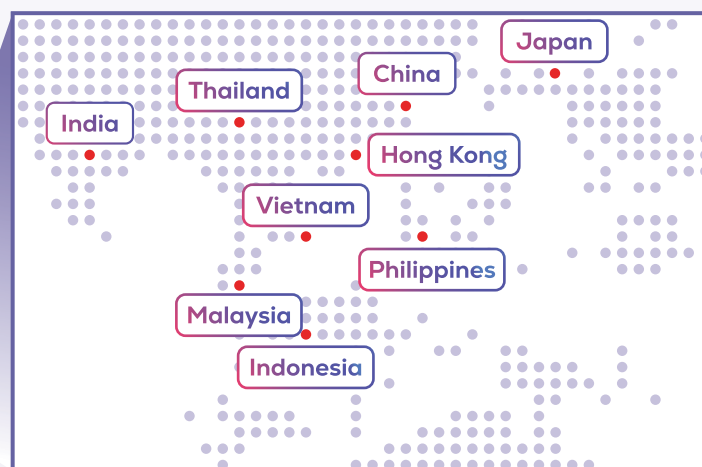 Japan
China
Thailand
India
Hong Kong
Vietnam
Philippines
Malaysia
Indonesia